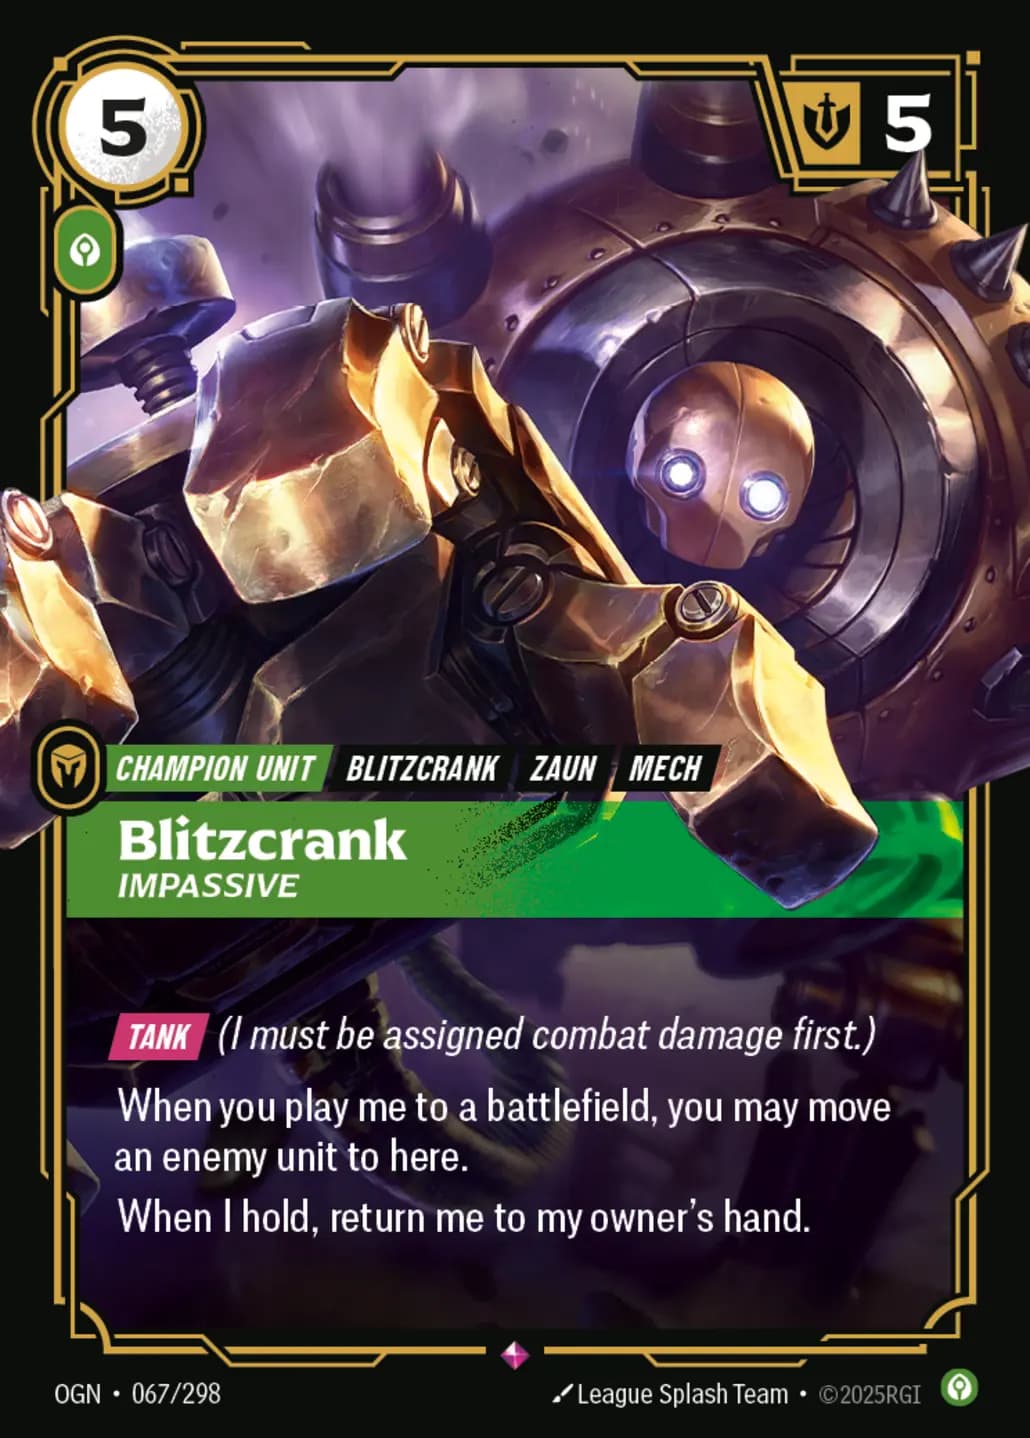 5
5
CHAMPION UNIT BLITZCRANK ZAUN MECH
Blitzcrank
IMPASSIVE
TANK (I must be assigned combat damage first.)
When you play me to a battlefield, you may move
an enemy unit to here.
When I hold, return me to my owner's hand.
OGN • 067/298 League Splash Team • ©2025RGI